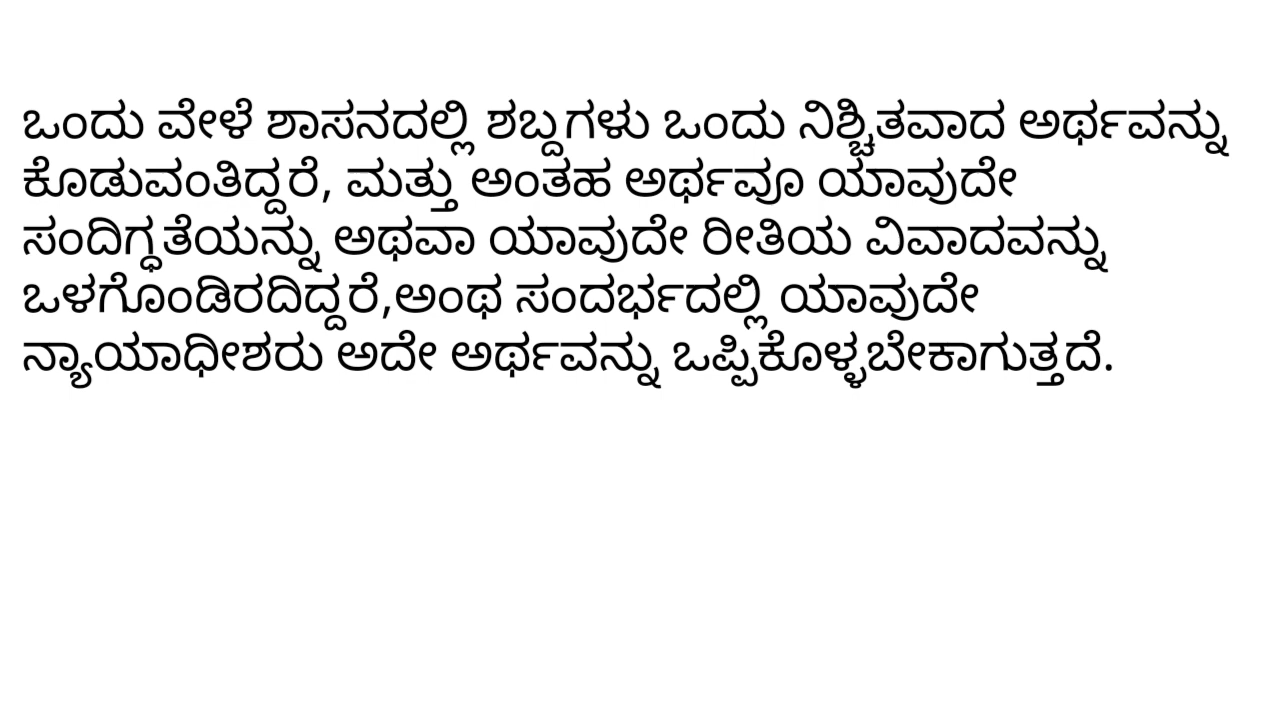 ಒಂದು ವೇಳೆ ಶಾಸನದಲ್ಲಿ ಶಬ್ದಗಳು ಒಂದು ನಿಶ್ಚಿತವಾದ ಅರ್ಥವನ್ನು
ಕೊಡುವಂತಿದ್ದರೆ, ಮತ್ತು ಅಂತಹ ಅರ್ಥವೂ ಯಾವುದೇ
ಸಂದಿಗ್ಧತೆಯನ್ನು ಅಥವಾ ಯಾವುದೇ ರೀತಿಯ ವಿವಾದವನ್ನು
ಒಳಗೊಂಡಿರದಿದ್ದರೆ,ಅಂಥ ಸಂದರ್ಭದಲ್ಲಿ ಯಾವುದೇ
ನ್ಯಾಯಾಧೀಶರು ಅದೇ ಅರ್ಥವನ್ನು ಒಪ್ಪಿಕೊಳ್ಳಬೇಕಾಗುತ್ತದೆ.